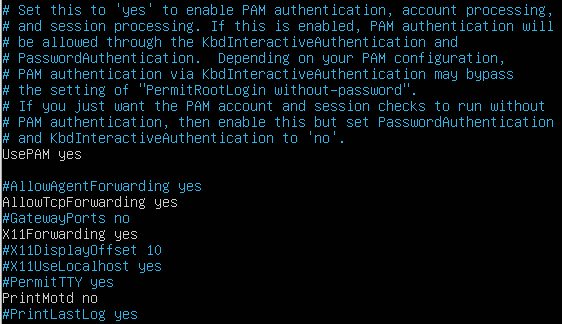 # Set this to 'yes' to enable PAM authentication, account processing,
# and session processing. If this is enabled, PAM authentication will
# be allowed through the KbdInteractiveAuthentication and
# PasswordAuthentication.  Depending on your PAM configuration,
# PAM authentication via KbdInteractiveAuthentication may bypass
# the setting of "PermitRootLogin without-password".
# If you just want the PAM account and session checks to run without
# PAM authentication, then enable this but set PasswordAuthentication
# and KbdInteractiveAuthentication to 'no'.
UsePAM yes

#AllowAgentForwarding yes
AllowTcpForwarding yes
#GatewayPorts no
X11Forwarding yes
#X11DisplayOffset 10
#X11UseLocalhost yes
#PermitTTY yes
PrintMotd no
#PrintLastLog yes